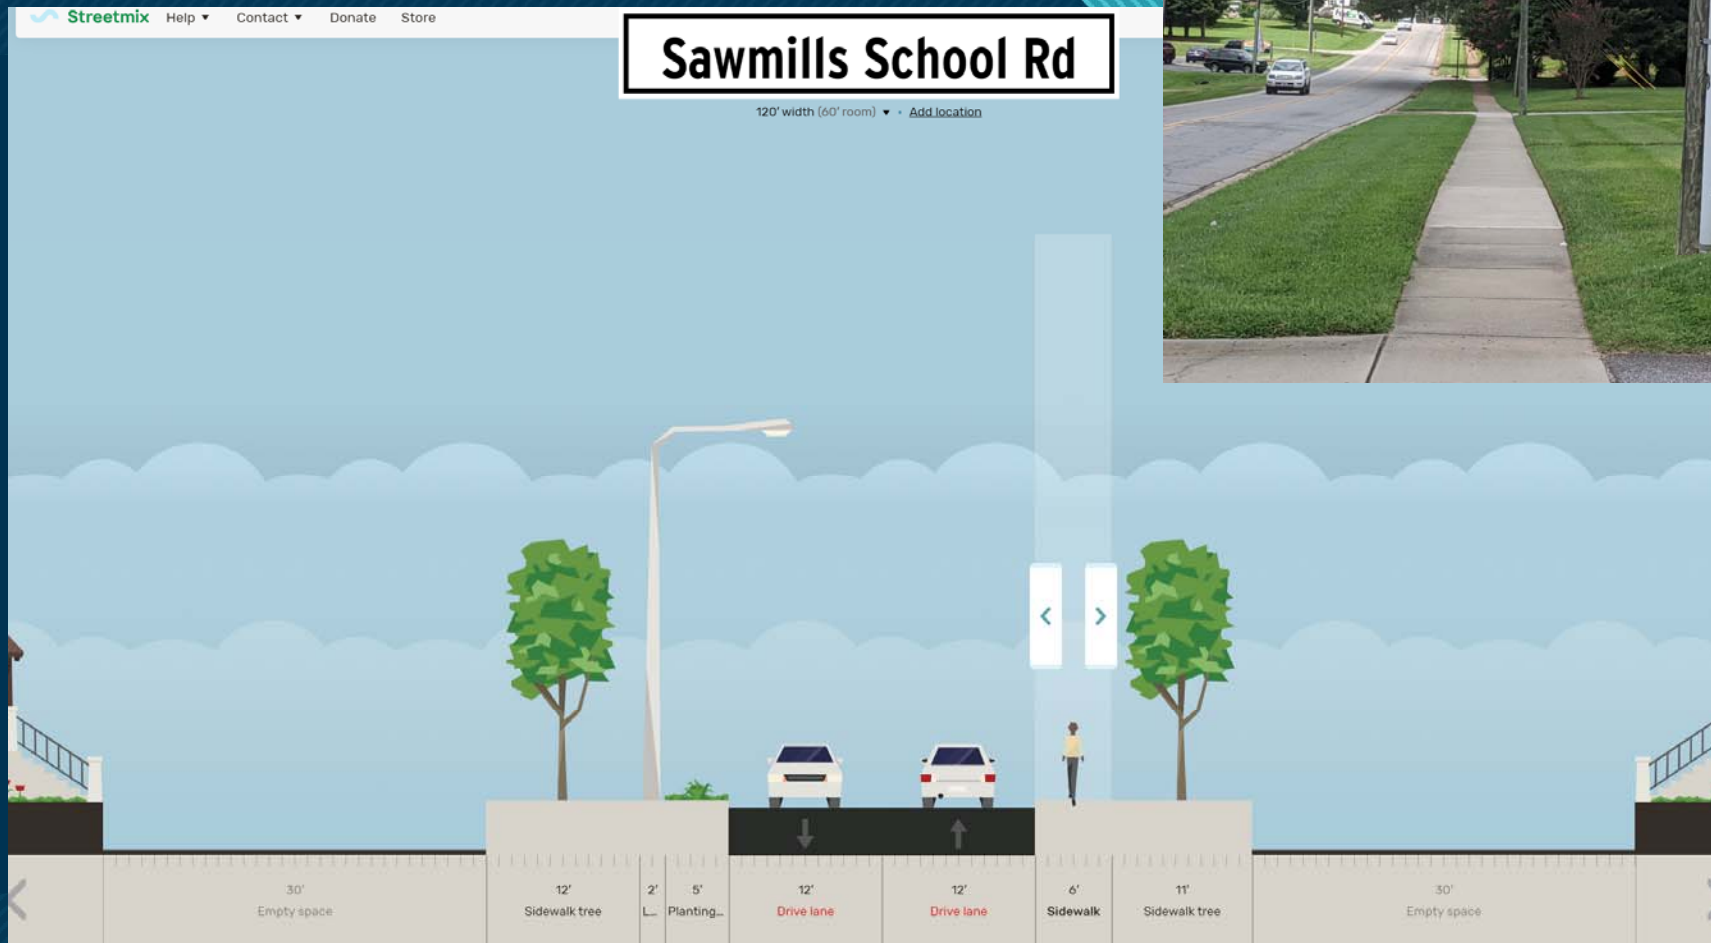 Streetmix Help ▾ Contact ▾ Donate Store
Sawmills School Rd
120' width (60' room) ▾ · Add location
30' 12' 2' 5' 12' 12' 6' 11' 30'
Empty space Sidewalk tree L... Planting... Drive lane Drive lane Sidewalk Sidewalk tree Empty space